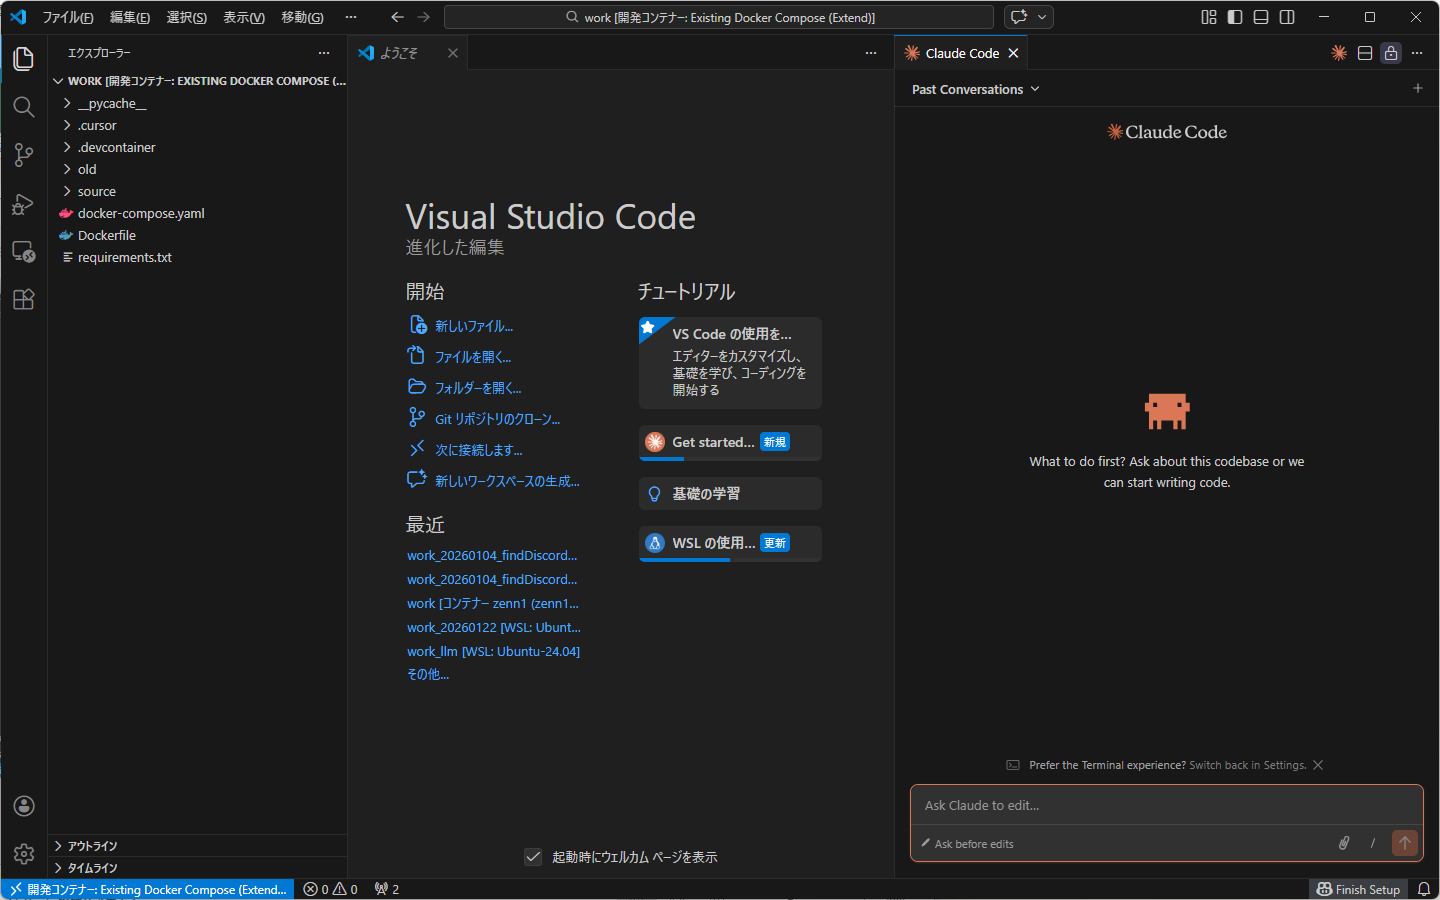 ファイル(F) 編集(E) 選択(S) 表示(V) 移動(G) ...
work [開発コンテナー: Existing Docker Compose (Extend)]
エクスプローラー
WORK [開発コンテナー: EXISTING DOCKER COMPOSE (...
__pycache__
.cursor
.devcontainer
old
source
docker-compose.yaml
Dockerfile
requirements.txt
アウトライン
タイムライン
ようこそ
Visual Studio Code
進化した編集
開始
新しいファイル...
ファイルを開く...
フォルダーを開く...
Git リポジトリのクローン...
次に接続します...
新しいワークスペースの生成...
最近
work_20260104_findDiscord...
work_20260104_findDiscord...
work [コンテナー zenn1 (zenn1...
work_20260122 [WSL: Ubunt...
work_llm [WSL: Ubuntu-24.04]
その他...
チュートリアル
VS Code の使用を...
エディターをカスタマイズし、
基礎を学び、コーディングを
開始する
Get started... 新規
基礎の学習
WSL の使用... 更新
起動時にウェルカム ページを表示
Claude Code
Past Conversations
Claude Code
What to do first? Ask about this codebase or we
can start writing code.
Prefer the Terminal experience? Switch back in Settings.
Ask Claude to edit...
Ask before edits
/
開発コンテナー: Existing Docker Compose (Extend... 0 0 2
Finish Setup